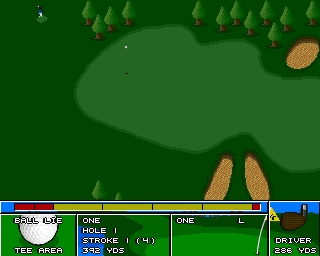 BALL LIE
TEE AREA
ONE
HOLE 1
STROKE 1 (4)
392 YDS
ONE L
DRIVER
286 YDS